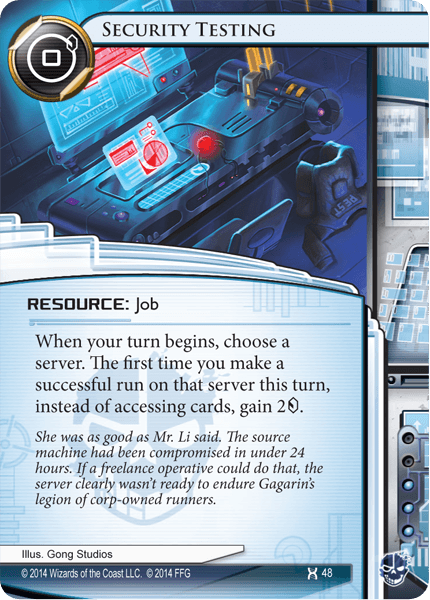 0
SECURITY TESTING
PEST
RESOURCE: Job
When your turn begins, choose a
server. The first time you make a
successful run on that server this turn,
instead of accessing cards, gain 2.
She was as good as Mr. Li said. The source
machine had been compromised in under 24
hours. If a freelance operative could do that, the
server clearly wasn't ready to endure Gagarin's
legion of corp-owned runners.
Illus. Gong Studios
© 2014 Wizards of the Coast LLC. © 2014 FFG
48